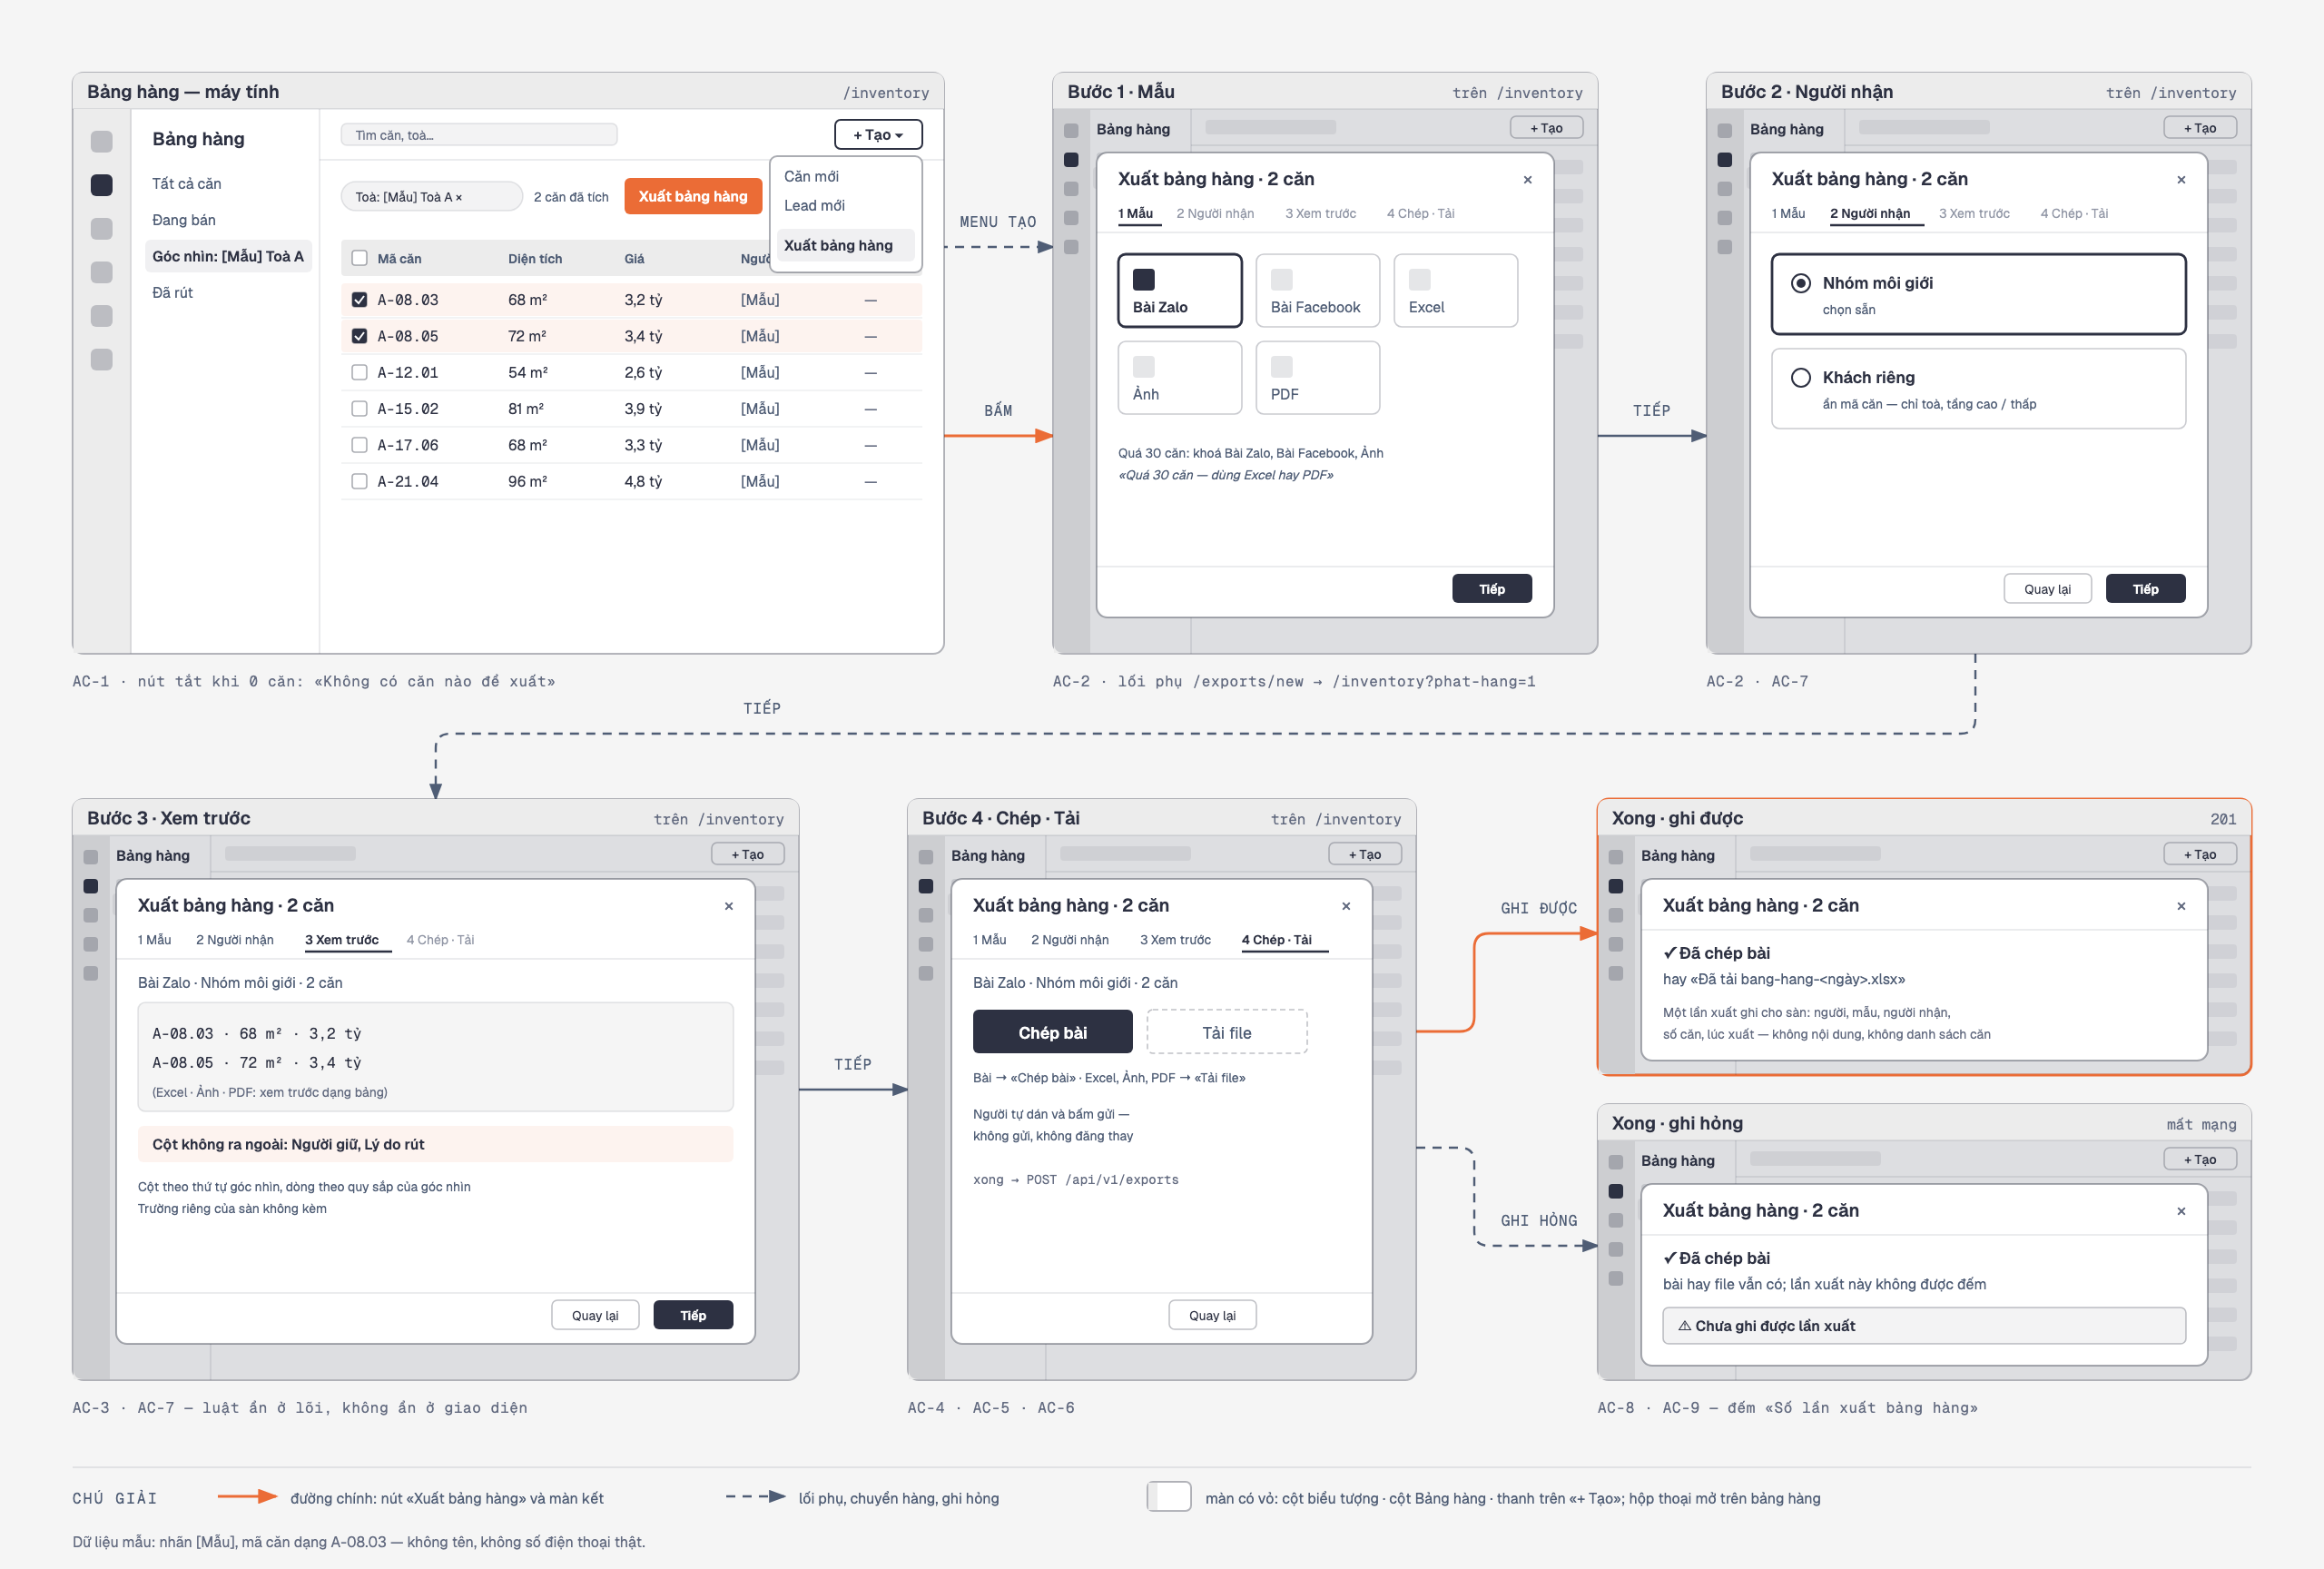 Bảng hàng — máy tính
/inventory
Bảng hàng
Tất cả căn
Đang bán
Góc nhìn: [Mẫu] Toà A
Đã rút
Tìm căn, toà...
+ Tạo
Căn mới
Lead mới
Xuất bảng hàng
Toà: [Mẫu] Toà A ×
2 căn đã tích
Xuất bảng hàng
Mã căn Diện tích Giá
A-08.03 68 m² 3,2 tỷ [Mẫu] —
A-08.05 72 m² 3,4 tỷ [Mẫu] —
A-12.01 54 m² 2,6 tỷ [Mẫu] —
A-15.02 81 m² 3,9 tỷ [Mẫu] —
A-17.06 68 m² 3,3 tỷ [Mẫu] —
A-21.04 96 m² 4,8 tỷ [Mẫu] —
AC-1 · nút tắt khi 0 căn: «Không có căn nào để xuất»
MENU TẠO
BẤM
Bước 1 · Mẫu
trên /inventory
Bảng hàng
+ Tạo
Xuất bảng hàng · 2 căn ×
1 Mẫu 2 Người nhận 3 Xem trước 4 Chép · Tải
Bài Zalo
Bài Facebook
Excel
Ảnh
PDF
Quá 30 căn: khoá Bài Zalo, Bài Facebook, Ảnh
«Quá 30 căn — dùng Excel hay PDF»
Tiếp
AC-2 · lối phụ /exports/new → /inventory?phat-hang=1
TIẾP
Bước 2 · Người nhận
trên /inventory
Bảng hàng
+ Tạo
Xuất bảng hàng · 2 căn ×
1 Mẫu 2 Người nhận 3 Xem trước 4 Chép · Tải
Nhóm môi giới
chọn sẵn
Khách riêng
ẩn mã căn — chỉ toà, tầng cao / thấp
Quay lại
Tiếp
AC-2 · AC-7
TIẾP
Bước 3 · Xem trước
trên /inventory
Bảng hàng
+ Tạo
Xuất bảng hàng · 2 căn ×
1 Mẫu 2 Người nhận 3 Xem trước 4 Chép · Tải
Bài Zalo · Nhóm môi giới · 2 căn
A-08.03 · 68 m² · 3,2 tỷ
A-08.05 · 72 m² · 3,4 tỷ
(Excel · Ảnh · PDF: xem trước dạng bảng)
Cột không ra ngoài: Người giữ, Lý do rút
Cột theo thứ tự góc nhìn, dòng theo quy sắp của góc nhìn
Trường riêng của sàn không kèm
Quay lại
Tiếp
AC-3 · AC-7 — luật ẩn ở lõi, không ẩn ở giao diện
TIẾP
Bước 4 · Chép · Tải
trên /inventory
Bảng hàng
+ Tạo
Xuất bảng hàng · 2 căn ×
1 Mẫu 2 Người nhận 3 Xem trước 4 Chép · Tải
Bài Zalo · Nhóm môi giới · 2 căn
Chép bài
Tải file
Bài → «Chép bài» · Excel, Ảnh, PDF → «Tải file»
Người tự dán và bấm gửi —
không gửi, không đăng thay
xong → POST /api/v1/exports
Quay lại
AC-4 · AC-5 · AC-6
GHI ĐƯỢC
GHI HỎNG
Xong · ghi được
201
Bảng hàng
+ Tạo
Xuất bảng hàng · 2 căn ×
✓ Đã chép bài
hay «Đã tải bang-hang-<ngày>.xlsx»
Một lần xuất ghi cho sàn: người, mẫu, người nhận,
số căn, lúc xuất — không nội dung, không danh sách căn
Xong · ghi hỏng
mất mạng
Bảng hàng
+ Tạo
Xuất bảng hàng · 2 căn ×
✓ Đã chép bài
bài hay file vẫn có; lần xuất này không được đếm
⚠ Chưa ghi được lần xuất
AC-8 · AC-9 — đếm «Số lần xuất bảng hàng»
CHÚ GIẢI
đường chính: nút «Xuất bảng hàng» và màn kết
lối phụ, chuyển hàng, ghi hỏng
màn có vỏ: cột biểu tượng · cột Bảng hàng · thanh trên «+ Tạo»; hộp thoại mở trên bảng hàng
Dữ liệu mẫu: nhãn [Mẫu], mã căn dạng A-08.03 — không tên, không số điện thoại thật.